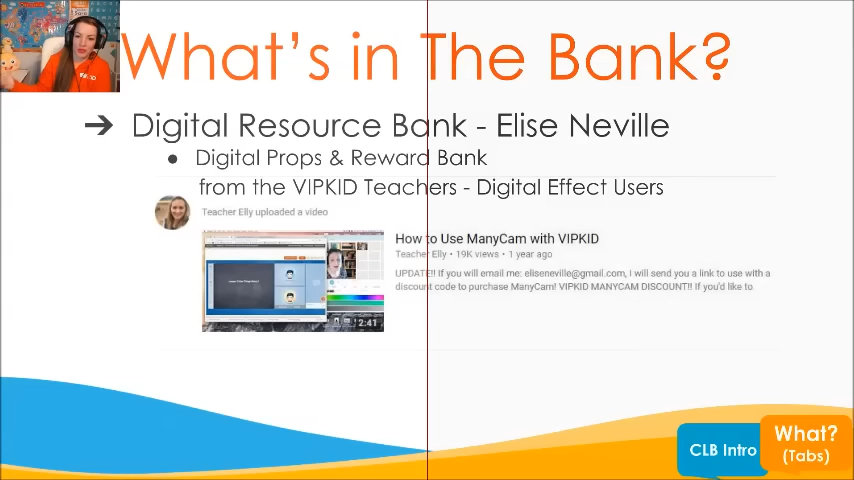 What's in The Bank?
➔ Digital Resource Bank - Elise Neville
● Digital Props & Reward Bank
from the VIPKID Teachers - Digital Effect Users
Teacher Elly uploaded a video
How to Use ManyCam with VIPKID
Teacher Elly • 19K views • 1 year ago
UPDATE!! If you will email me: eliseneville@gmail.com, I will send you a link to use with a
discount code to purchase ManyCam! VIPKID MANYCAM DISCOUNT!! If you'd like to
2:41
CLB Intro
What?
(Tabs)